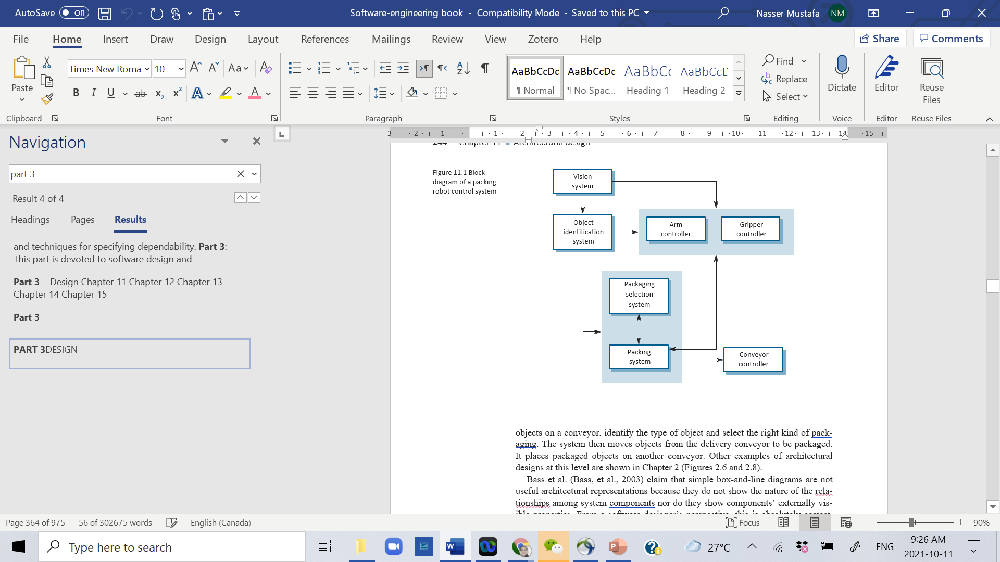 AutoSave Off
Software-engineering book - Compatibility Mode - Saved to this PC
Nasser Mustafa NM
File Home Insert Draw Design Layout References Mailings Review View Zotero Help
Share Comments
Paste
Clipboard
Times New Roma 10
Font
Paragraph
AaBbCcDc AaBbCcDc AaBbCc AaBbCcD
¶ Normal ¶ No Spac... Heading 1 Heading 2
Styles
Find
Replace
Select
Editing
Dictate
Voice
Editor
Editor
Reuse
Files
Reuse Files
Navigation
part 3
Result 4 of 4
Headings Pages Results
and techniques for specifying dependability. Part 3:
This part is devoted to software design and
Part 3 Design Chapter 11 Chapter 12 Chapter 13
Chapter 14 Chapter 15
Part 3
PART 3DESIGN
3 2 1 1 2 3 4 5 6 7 8 9 10 11 12 13 14 15
244 Chapter 11 ■ Architectural design
Figure 11.1 Block
diagram of a packing
robot control system
Vision
system
Object
identification
system
Arm
controller
Gripper
controller
Packaging
selection
system
Packing
system
Conveyor
controller
objects on a conveyor, identify the type of object and select the right kind of pack-
aging. The system then moves objects from the delivery conveyor to be packaged.
It places packaged objects on another conveyor. Other examples of architectural
designs at this level are shown in Chapter 2 (Figures 2.6 and 2.8).
Bass et al. (Bass, et al., 2003) claim that simple box-and-line diagrams are not
useful architectural representations because they do not show the nature of the rela-
tionships among system components nor do they show components’ externally vis-
Page 364 of 975 56 of 302675 words English (Canada)
Focus
90%
Type here to search
27°C
ENG
9:26 AM
2021-10-11